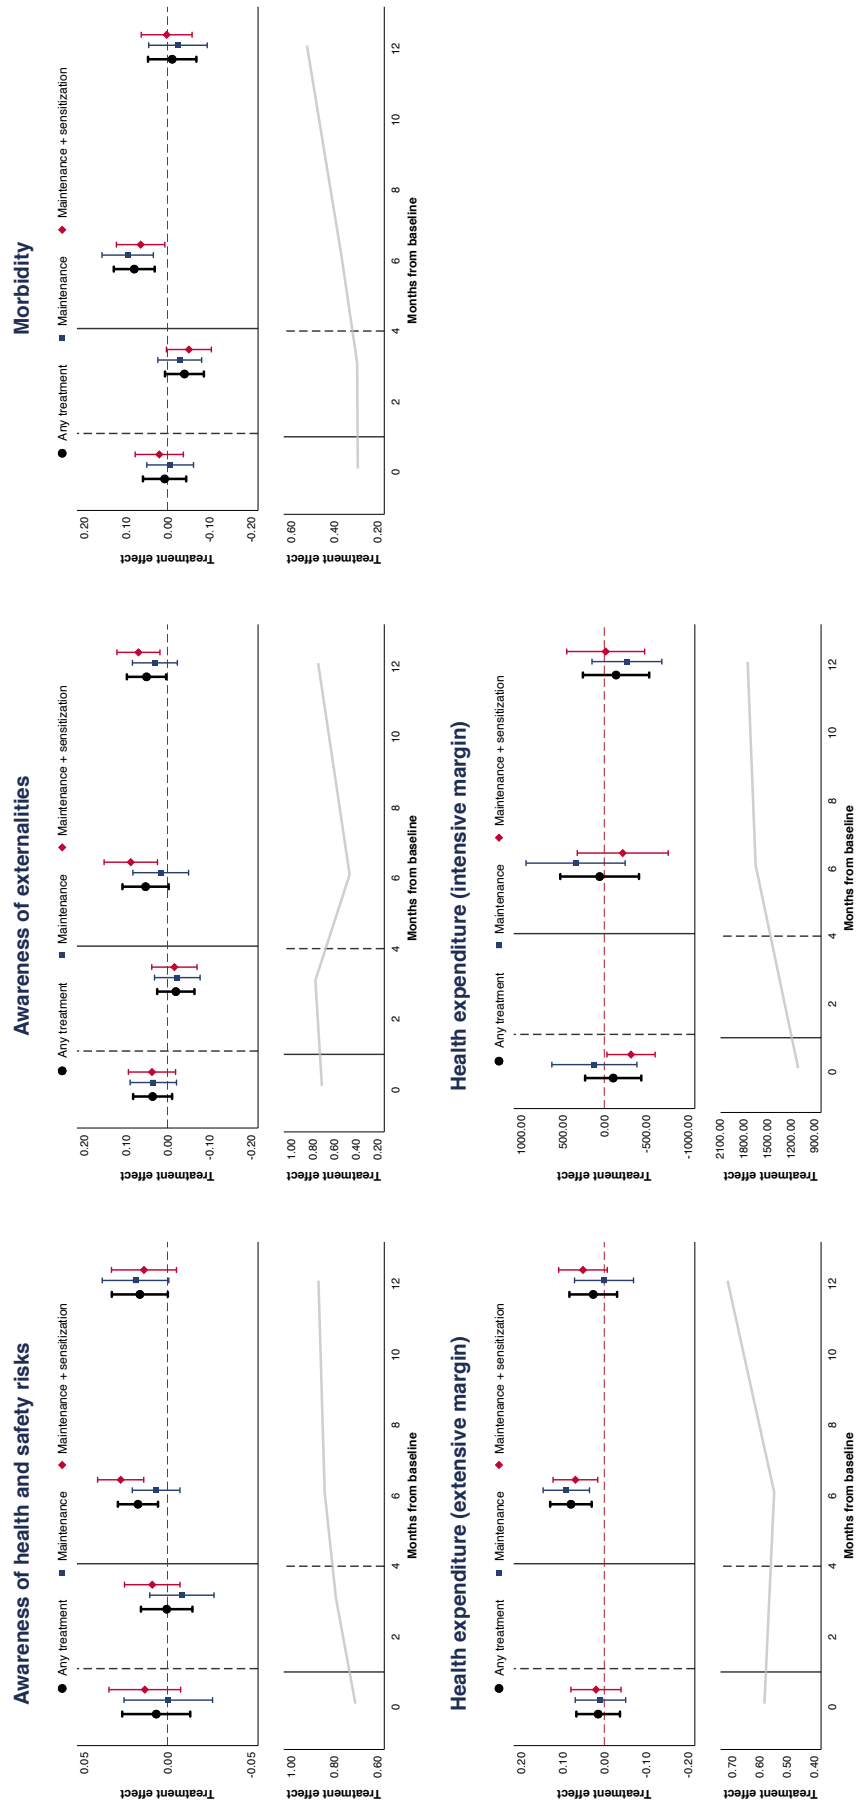 Awareness of health and safety risks
Any treatment Maintenance Maintenance + sensitization
Treatment effect
0.05
0.00
-0.05
Treatment effect
1.00
0.80
0.60
0 2 4 6 8 10 12
Months from baseline
Awareness of externalities
Any treatment Maintenance Maintenance + sensitization
Treatment effect
0.20
0.10
0.00
-0.10
-0.20
Treatment effect
1.00
0.80
0.60
0.40
0.20
0 2 4 6 8 10 12
Months from baseline
Morbidity
Any treatment Maintenance Maintenance + sensitization
Treatment effect
0.20
0.10
0.00
-0.10
-0.20
Treatment effect
0.60
0.40
0.20
0 2 4 6 8 10 12
Months from baseline
Health expenditure (extensive margin)
Any treatment Maintenance Maintenance + sensitization
Treatment effect
0.20
0.10
0.00
-0.10
-0.20
Treatment effect
0.70
0.60
0.50
0.40
0 2 4 6 8 10 12
Months from baseline
Health expenditure (intensive margin)
Any treatment Maintenance Maintenance + sensitization
Treatment effect
1000.00
500.00
0.00
-500.00
-1000.00
Treatment effect
2100.00
1800.00
1500.00
1200.00
900.00
0 2 4 6 8 10 12
Months from baseline